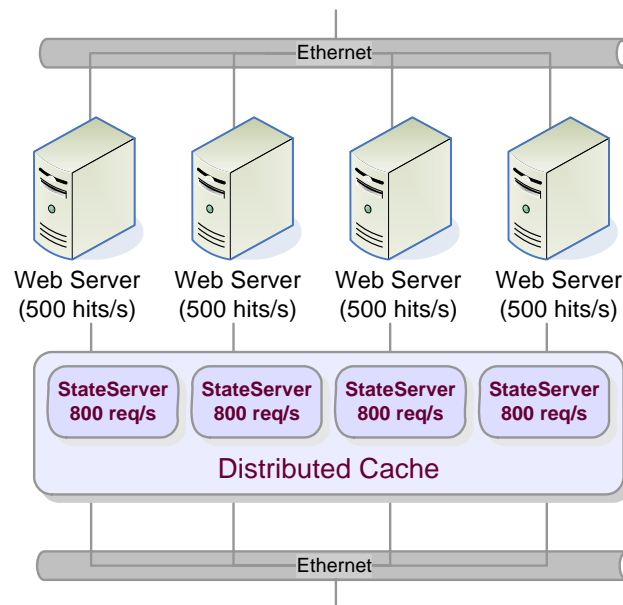 Ethernet
Web Server Web Server Web Server Web Server
(500 hits/s) (500 hits/s) (500 hits/s) (500 hits/s)
StateServer StateServer StateServer StateServer
800 req/s 800 req/s 800 req/s 800 req/s
Distributed Cache
Ethernet